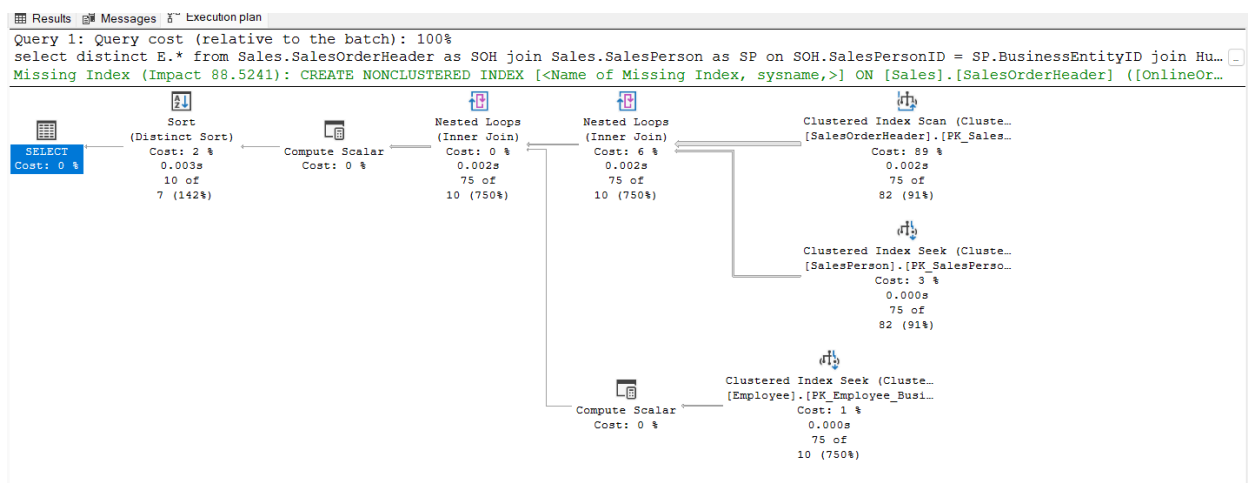 Results Messages Execution plan
Query 1: Query cost (relative to the batch): 100%
select distinct E.* from Sales.SalesOrderHeader as SOH join Sales.SalesPerson as SP on SOH.SalesPersonID = SP.BusinessEntityID join Hu…
Missing Index (Impact 88.5241): CREATE NONCLUSTERED INDEX [<Name of Missing Index, sysname,>] ON [Sales].[SalesOrderHeader] ([OnlineOr…
SELECT
Cost: 0 %
Sort
(Distinct Sort)
Cost: 2 %
0.003s
10 of
7 (142%)
Compute Scalar
Cost: 0 %
Nested Loops
(Inner Join)
Cost: 0 %
0.002s
75 of
10 (750%)
Nested Loops
(Inner Join)
Cost: 6 %
0.002s
75 of
10 (750%)
Clustered Index Scan (Cluste…
[SalesOrderHeader].[PK_Sales…
Cost: 89 %
0.002s
75 of
82 (91%)
Clustered Index Seek (Cluste…
[SalesPerson].[PK_SalesPerso…
Cost: 3 %
0.000s
75 of
82 (91%)
Compute Scalar
Cost: 0 %
Clustered Index Seek (Cluste…
[Employee].[PK_Employee_Busi…
Cost: 1 %
0.000s
75 of
10 (750%)